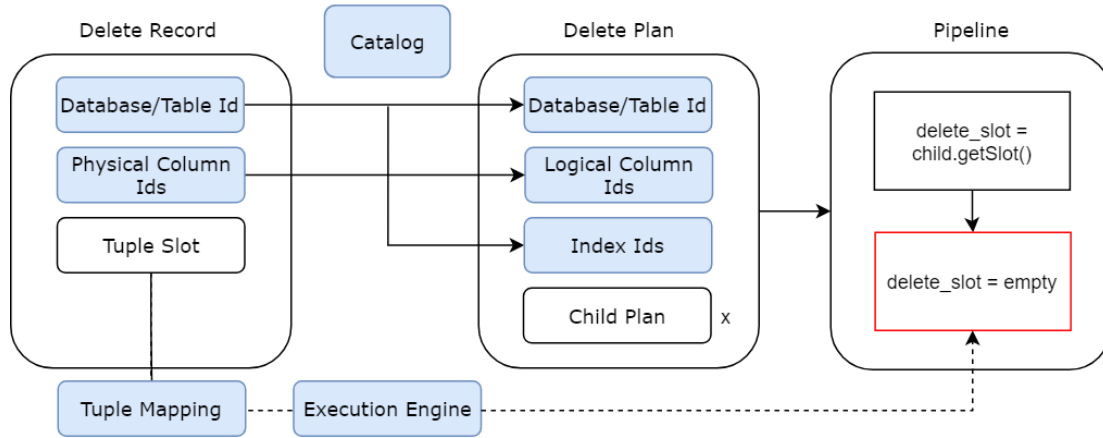 Delete Record
Catalog
Delete Plan
Pipeline
Database/Table Id
Physical Column
Ids
Tuple Slot
Database/Table Id
Logical Column
Ids
Index Ids
Child Plan
x
delete_slot =
child.getSlot()
delete_slot = empty
Tuple Mapping
Execution Engine